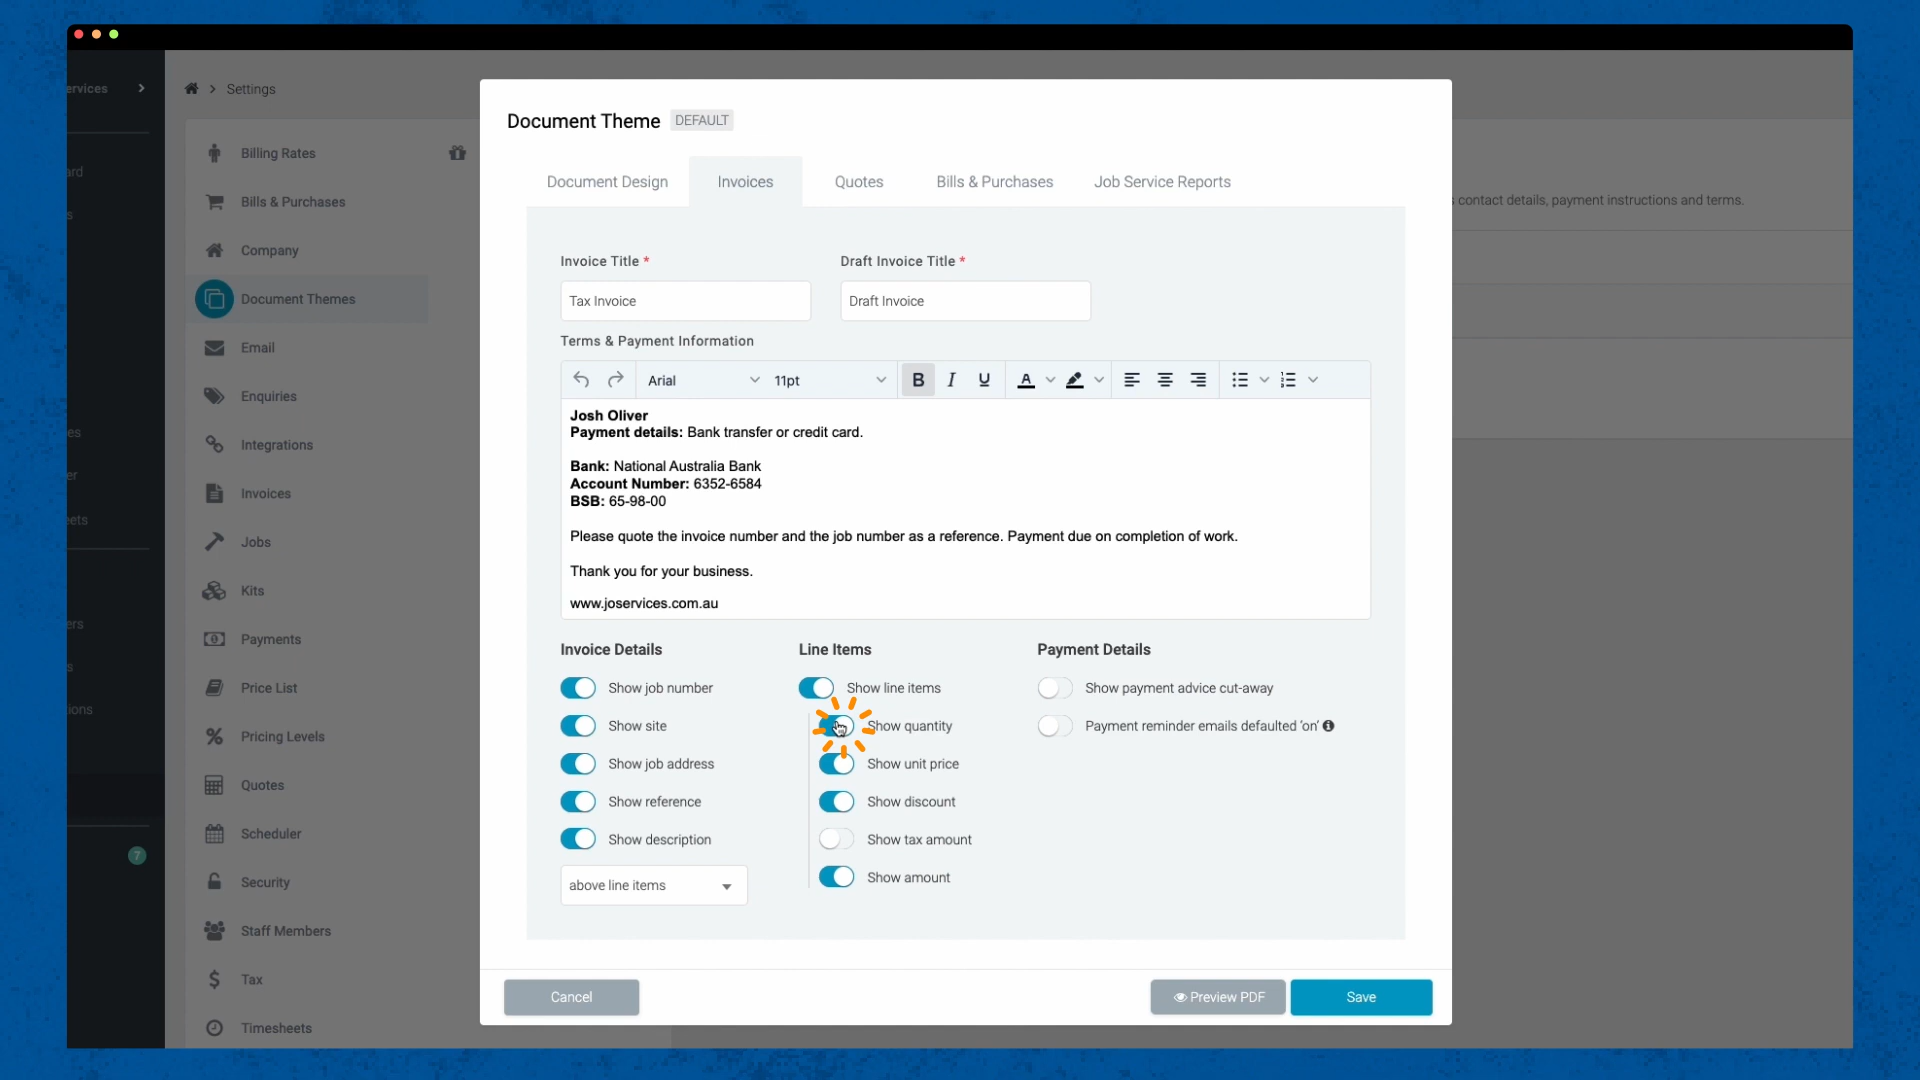 Settings
Billing Rates
Bills & Purchases
Company
Document Themes
Email
Enquiries
Integrations
Invoices
Jobs
Kits
Payments
Price List
Pricing Levels
Quotes
Scheduler
Security
Staff Members
Tax
Timesheets
7
contact details, payment instructions and terms.
Document Theme DEFAULT
Document Design Invoices Quotes Bills & Purchases Job Service Reports
Invoice Title * Draft Invoice Title *
Tax Invoice Draft Invoice
Terms & Payment Information
Arial 11pt B I U A
Josh Oliver
Payment details: Bank transfer or credit card.
Bank: National Australia Bank
Account Number: 6352-6584
BSB: 65-98-00
Please quote the invoice number and the job number as a reference. Payment due on completion of work.
Thank you for your business.
www.joservices.com.au
Invoice Details
Show job number
Show site
Show job address
Show reference
Show description
above line items
Line Items
Show line items
Show quantity
Show unit price
Show discount
Show tax amount
Show amount
Payment Details
Show payment advice cut-away
Payment reminder emails defaulted 'on'
Cancel Preview PDF Save